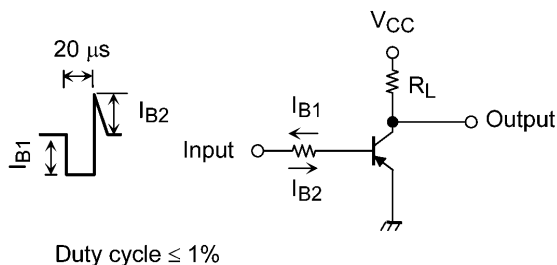 20 μs
I_B2
I_B1
V_CC
R_L
I_B1
Output
Input
I_B2
Duty cycle ≤ 1%